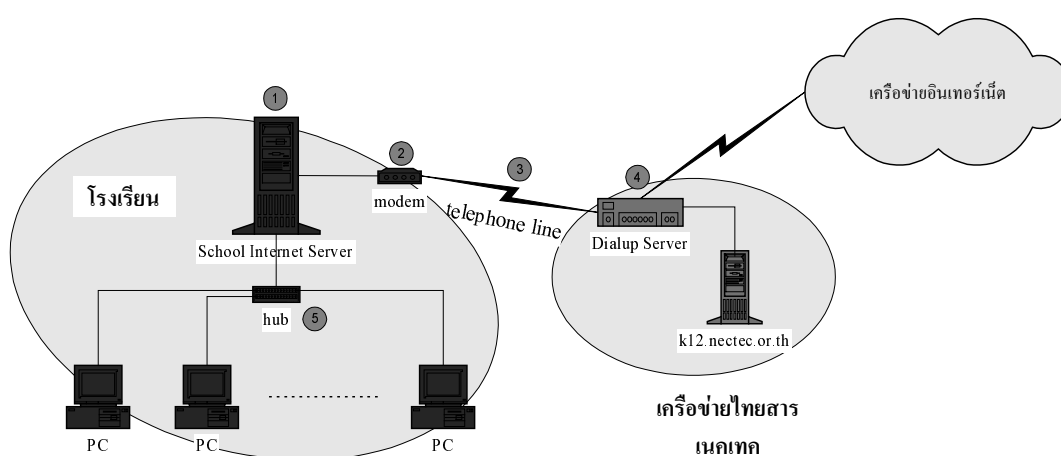 1
เครือข่ายอินเทอร์เน็ต
2
3
4
โรงเรียน
modem
telephone line
School Internet Server
Dialup Server
hub
5
k12.nectec.or.th
PC
PC
PC
เครือข่ายไทยสาร
เนคเทค